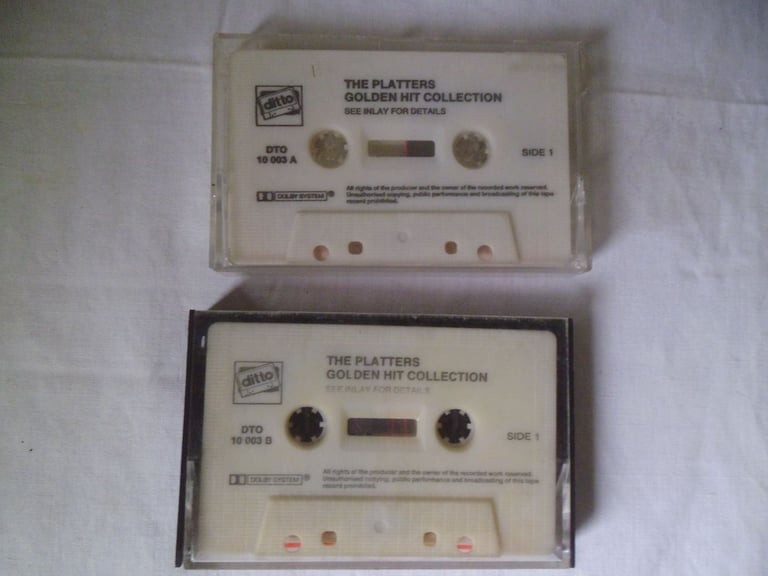 THE PLATTERS
GOLDEN HIT COLLECTION
SEE INLAY FOR DETAILS
ditto
DTO
10 003 A
SIDE 1
DOLBY SYSTEM®
All rights of the producer and the owner of the recorded work reserved.
Unauthorised copying, public performance and broadcasting of this tape
record prohibited.
THE PLATTERS
GOLDEN HIT COLLECTION
SEE INLAY FOR DETAILS
ditto
DTO
10 003 B
SIDE 1
DOLBY SYSTEM®
All rights of the producer and the owner of the recorded work reserved.
Unauthorised copying, public performance and broadcasting of this tape
record prohibited.